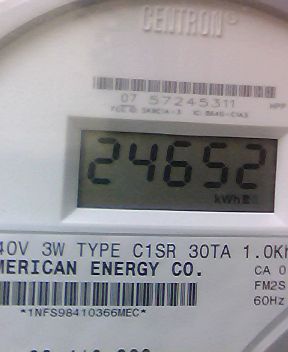 CENTRON®
07 57245311
24652
kWh
40V 3W TYPE C1SR 30TA 1.0Kh
MERICAN ENERGY CO.
CA 0
FM2S
60Hz
*1NFS98410366MEC*